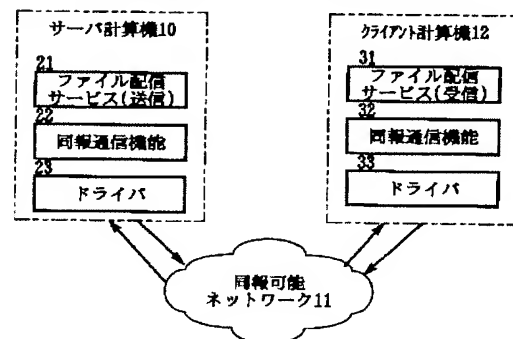 サーバ計算機10
21
ファイル配信
サービス(送信)
22
同報通信機能
23
ドライバ
クライアント計算機12
31
ファイル配信
サービス(受信)
32
同報通信機能
33
ドライバ
同報可能
ネットワーク11